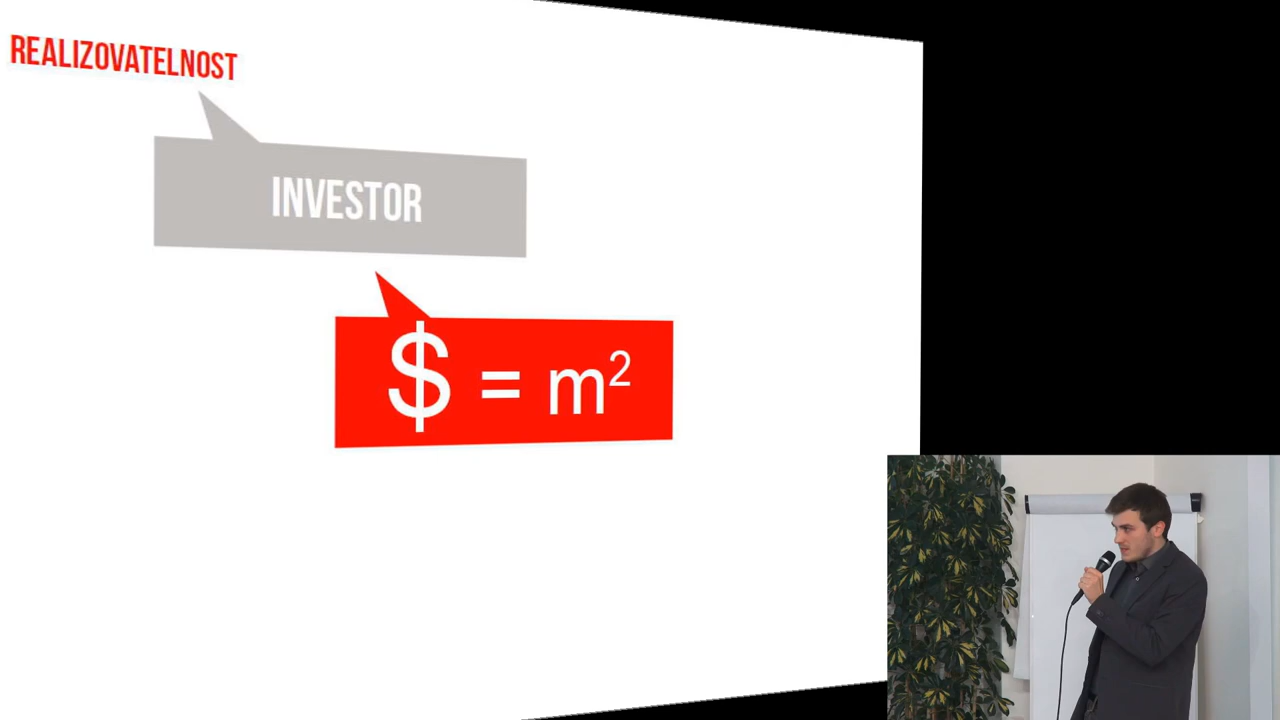 REALIZOVATELNOST
INVESTOR
$ = m²